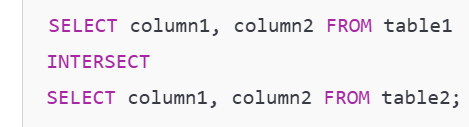 SELECT column1, column2 FROM table1
INTERSECT
SELECT column1, column2 FROM table2;